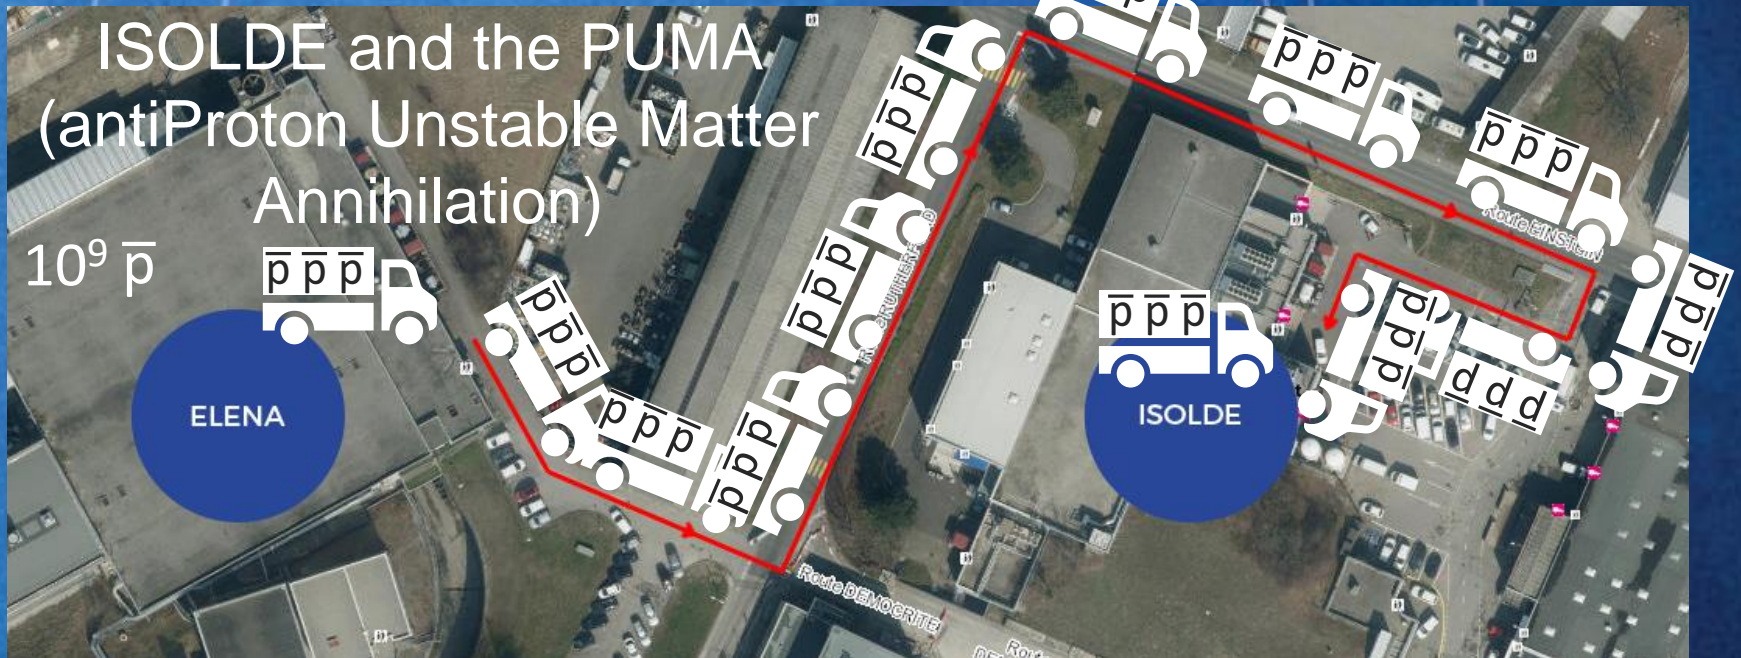 ISOLDE and the PUMA
(antiProton Unstable Matter
Annihilation)
10⁹ p̅
p̅ p̅ p̅
ELENA
p̅ p̅ p̅
p̅ p̅ p̅
p̅ p̅ p̅
p̅ p̅ p̅
p̅ p̅ p̅
p̅
p̅ p̅ p̅
p̅ p̅ p̅
p̅ p̅ p̅
p̅ p̅ p̅
p̅ p̅ p̅
p̅ p̅ p̅
ISOLDE
Route EINSTEIN
Route DEMOCRITE